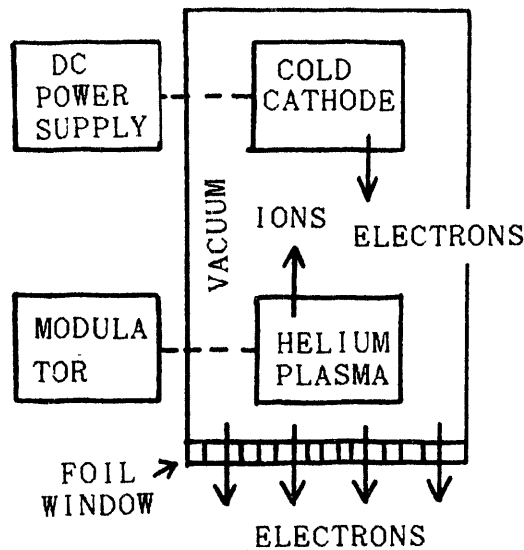 DC
POWER
SUPPLY
COLD
CATHODE
VACUUM
IONS
ELECTRONS
MODULA
TOR
HELIUM
PLASMA
FOIL
WINDOW
ELECTRONS